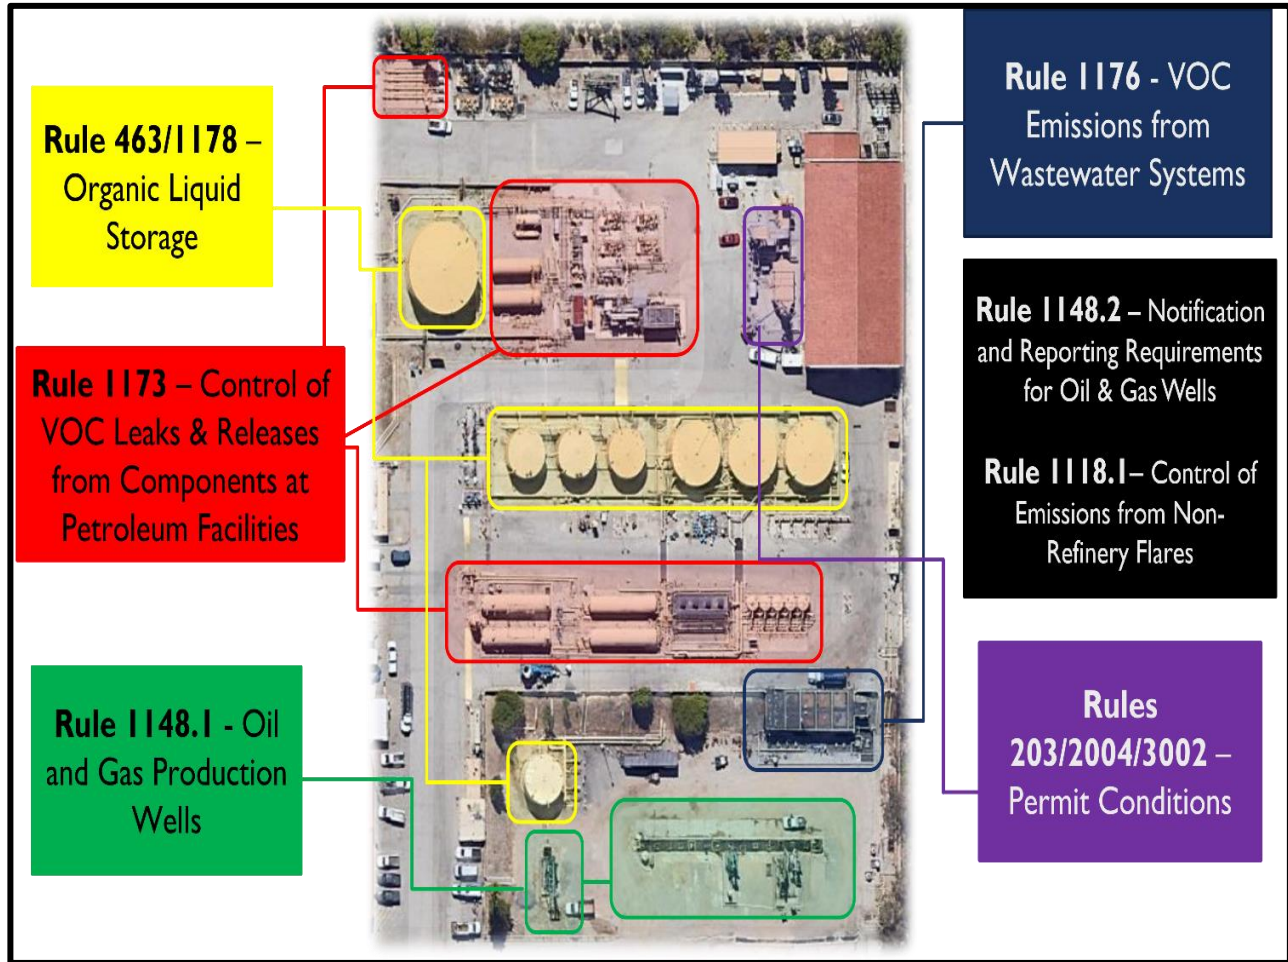 Rule 463/1178 –
Organic Liquid
Storage
Rule 1173 – Control of
VOC Leaks & Releases
from Components at
Petroleum Facilities
Rule 1148.1 - Oil
and Gas Production
Wells
Rule 1176 - VOC
Emissions from
Wastewater Systems
Rule 1148.2 – Notification
and Reporting Requirements
for Oil & Gas Wells
Rule 1118.1– Control of
Emissions from Non-
Refinery Flares
Rules
203/2004/3002 –
Permit Conditions